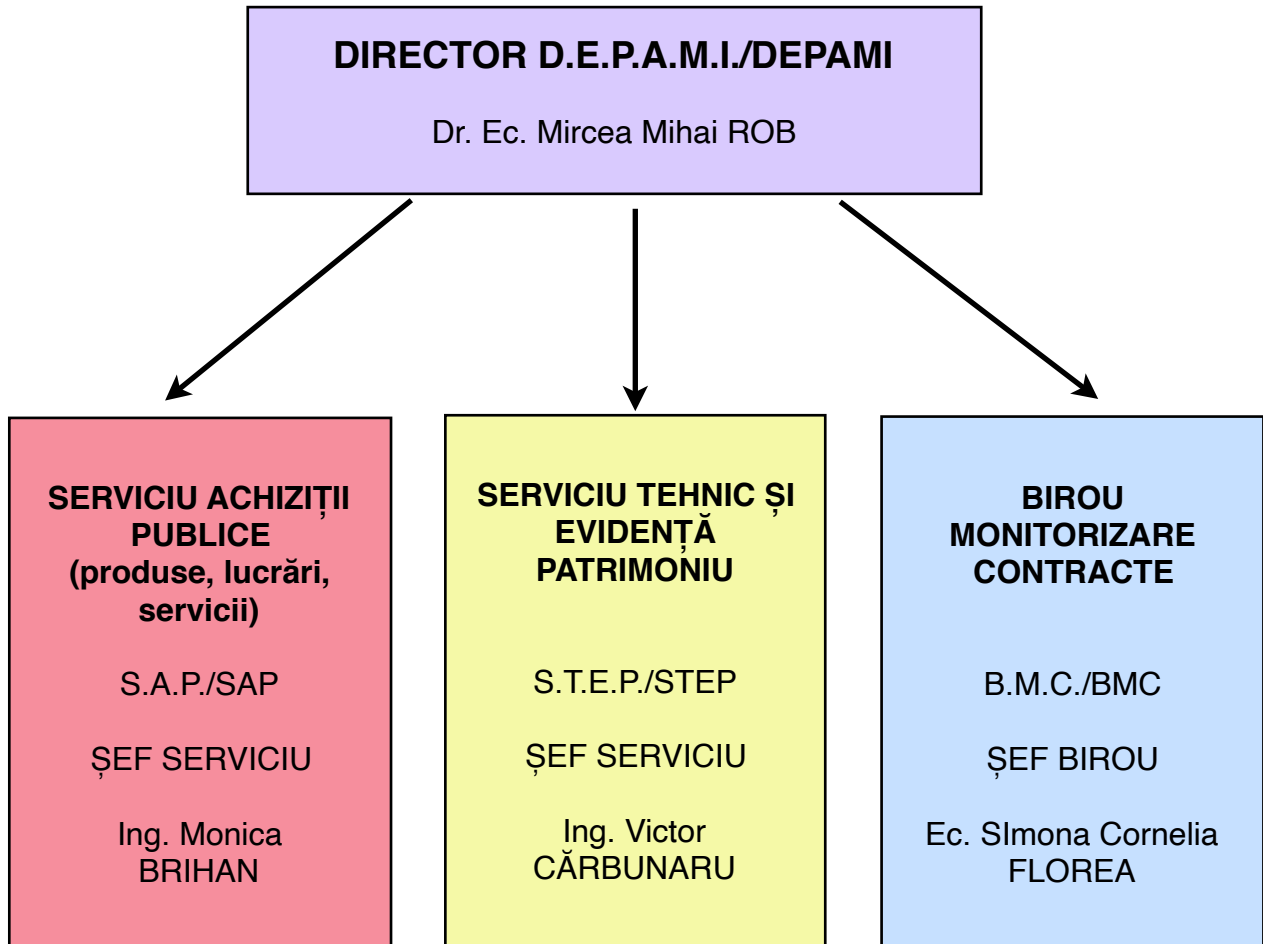 DIRECTOR D.E.P.A.M.I./DEPAMI
Dr. Ec. Mircea Mihai ROB
SERVICIU ACHIZIȚII
PUBLICE
(produse, lucrări,
servicii)
S.A.P./SAP
ȘEF SERVICIU
Ing. Monica
BRIHAN
SERVICIU TEHNIC ȘI
EVIDENȚĂ
PATRIMONIU
S.T.E.P./STEP
ȘEF SERVICIU
Ing. Victor
CĂRBUNARU
BIROU
MONITORIZARE
CONTRACTE
B.M.C./BMC
ȘEF BIROU
Ec. SImona Cornelia
FLOREA